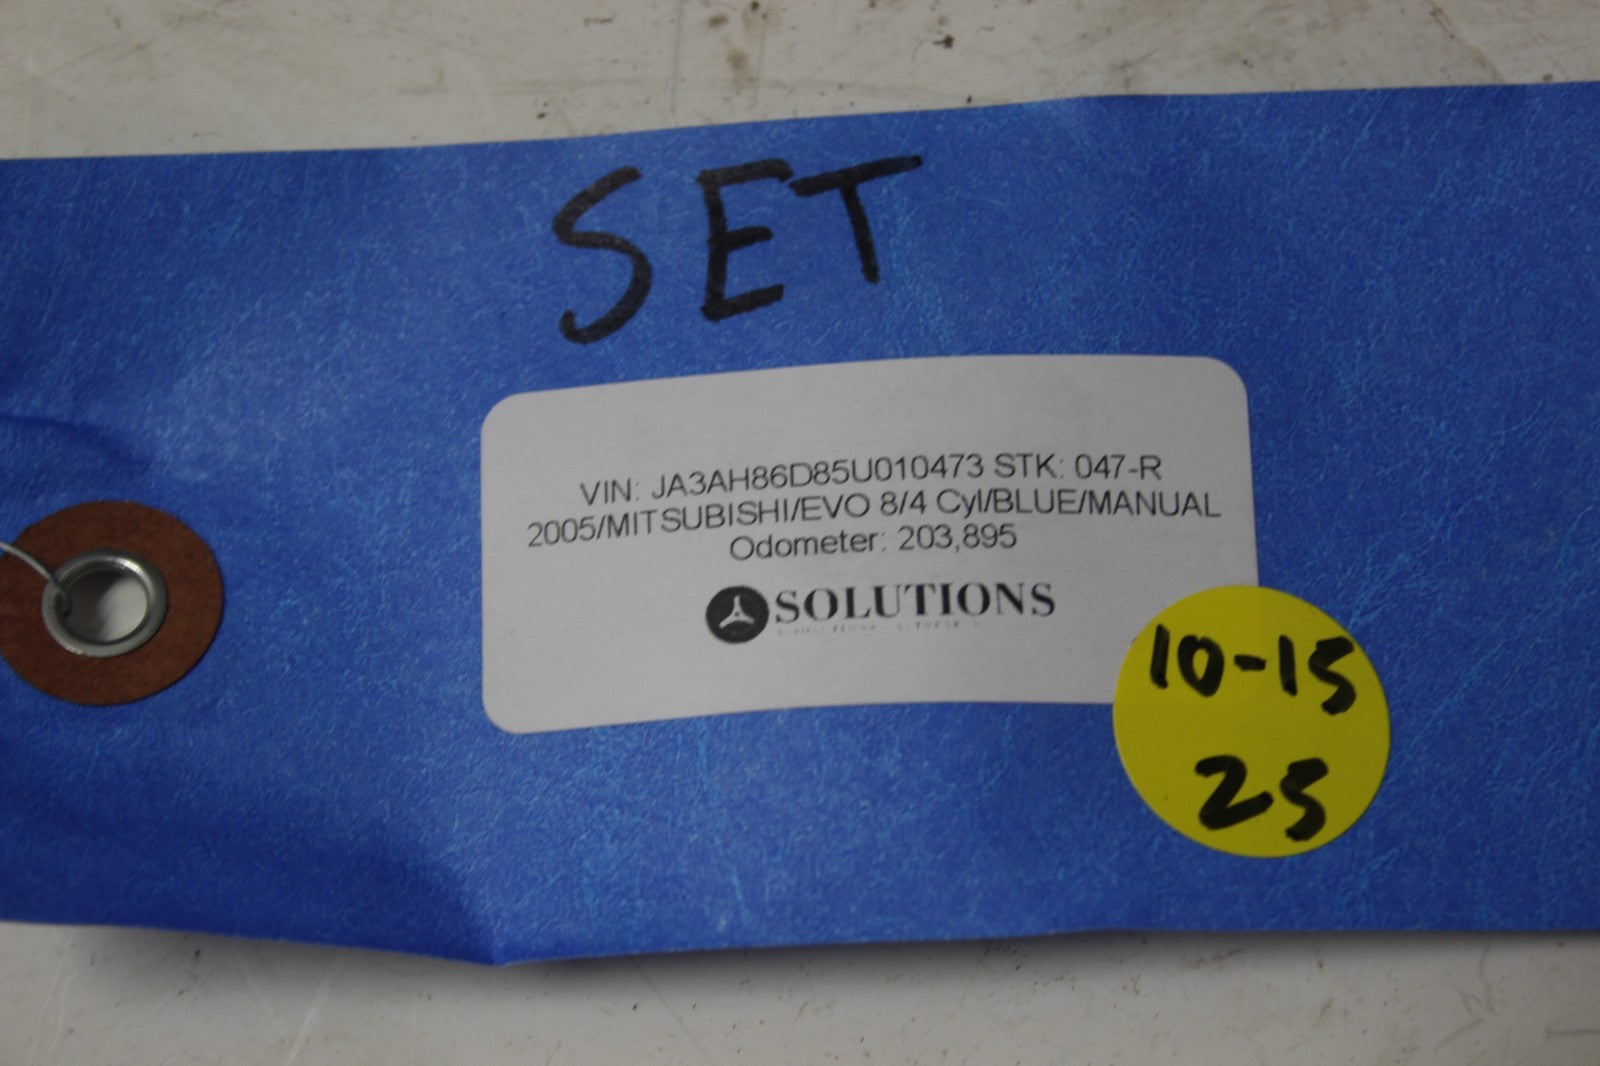 SET
VIN: JA3AH86D85U010473 STK: 047-R
2005/MITSUBISHI/EVO 8/4 Cyl/BLUE/MANUAL
Odometer: 203,895
SOLUTIONS
10-15
25